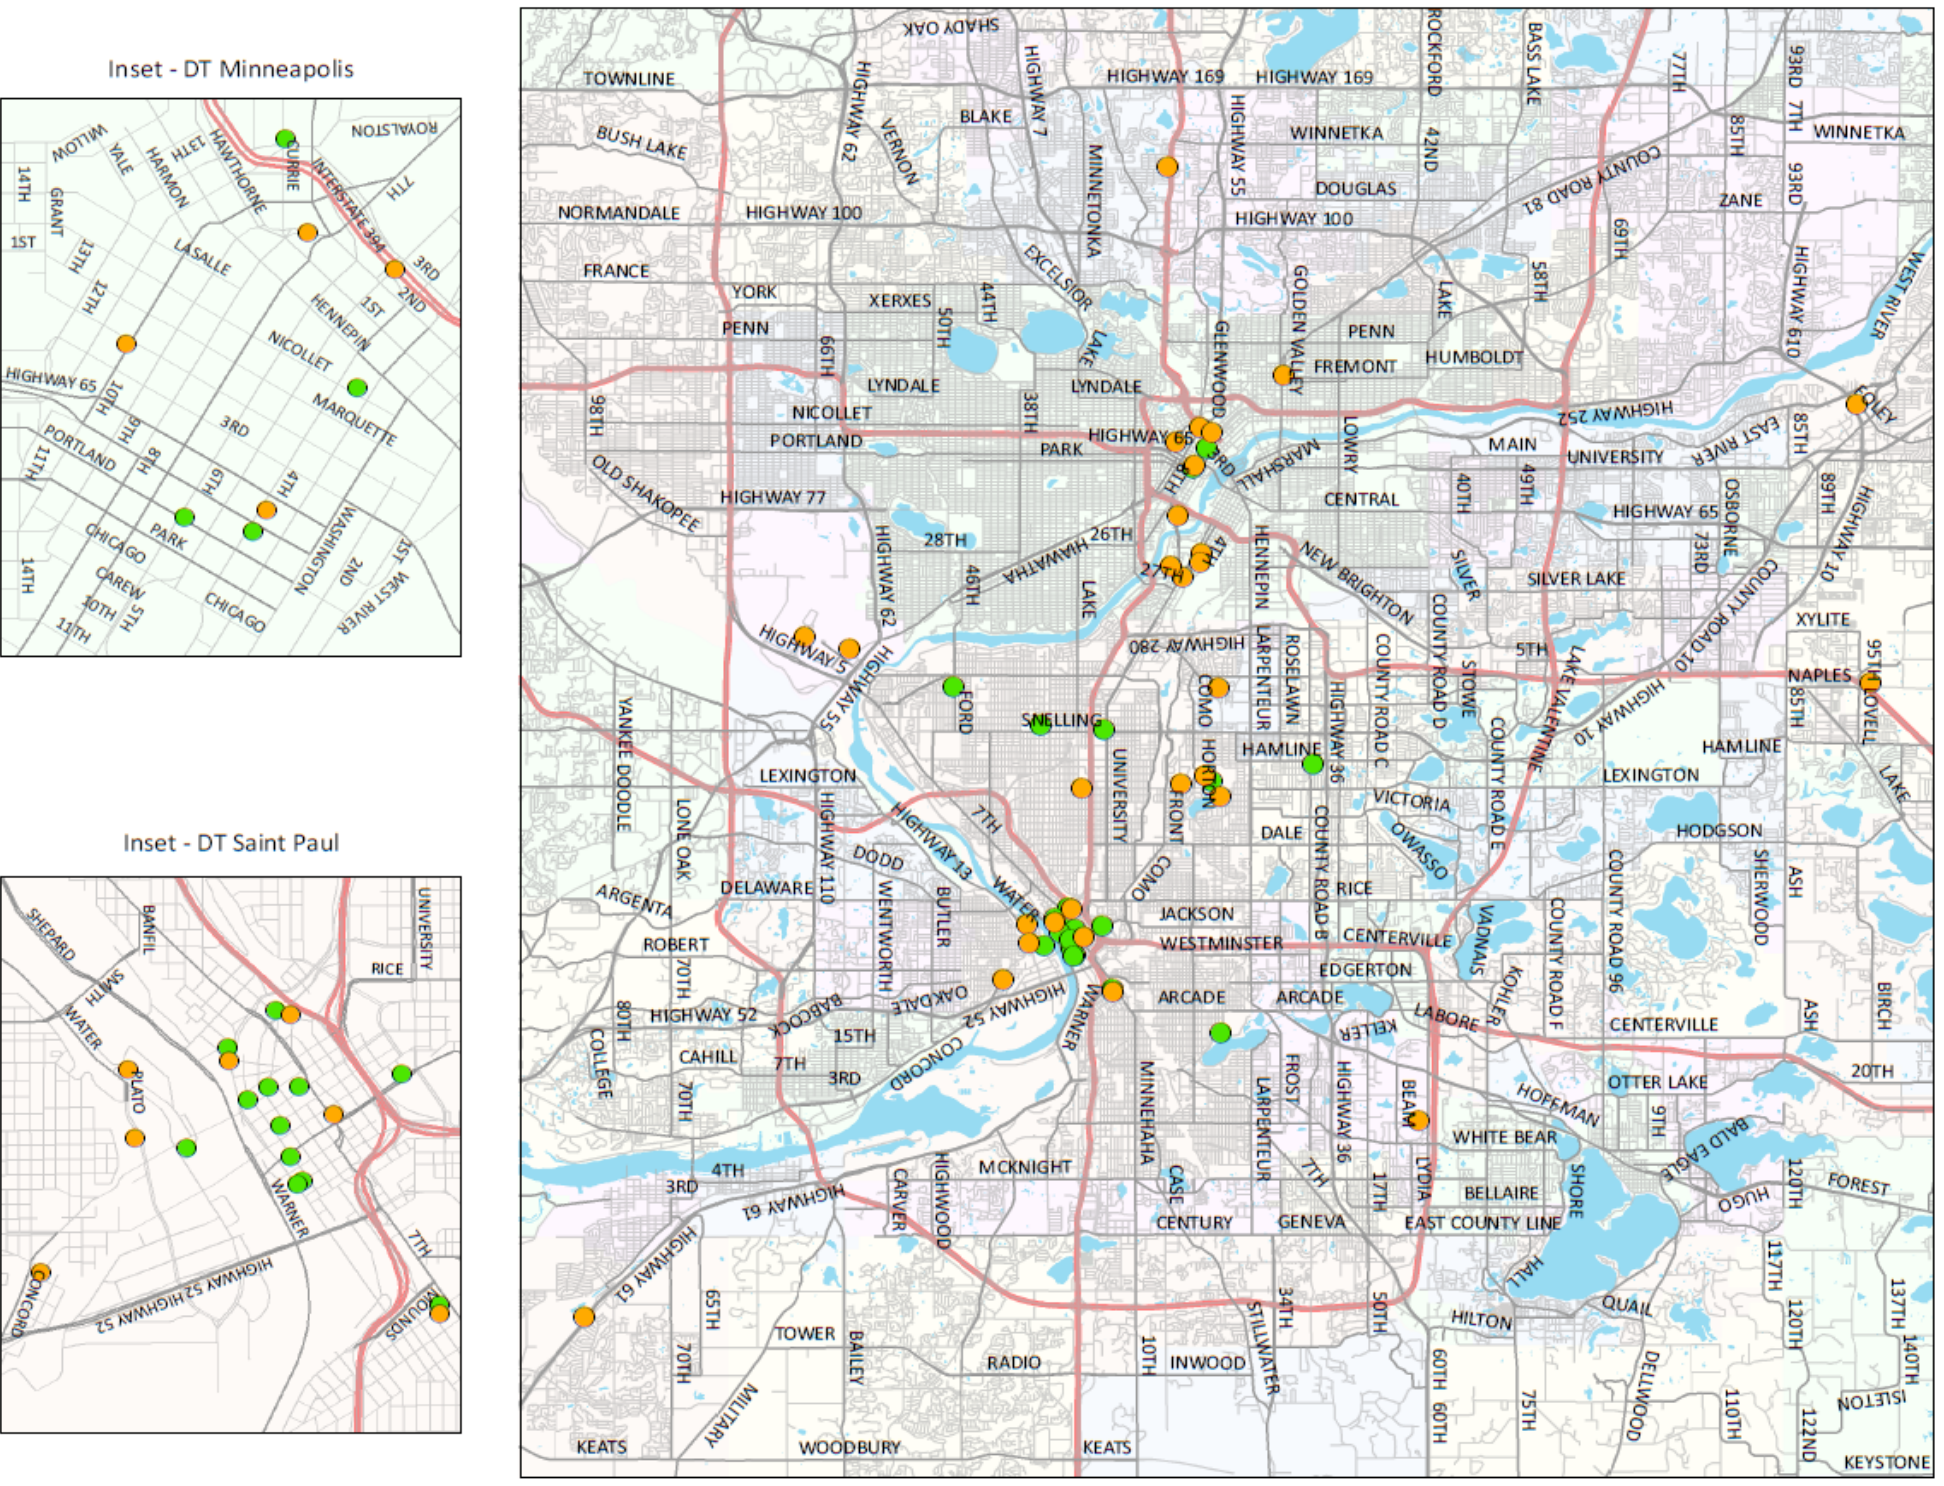 Inset - DT Minneapolis
ROYALSTON
WILLOW
YALE
13TH
HARMON
HAWTHORNE
CURIE
INTERSTATE 394
7TH
14TH
GRANT
1ST
13TH
LASALLE
12TH
3RD
2ND
1ST
HENNEPIN
NICOLLET
HIGHWAY 65
10TH
9TH
8TH
MARQUETTE
3RD
PORTLAND
11TH
6TH
4TH
WASHINGTON
CHICAGO
PARK
14TH
CAREW
10TH
5TH
11TH
CHICAGO
2ND
1ST
WEST RIVER
Inset - DT Saint Paul
SHEPARD
BANFIL
UNIVERSITY
RICE
SMITH
WATER
PLATO
WARNER
7TH
HIGHWAY 52
HIGHWAY 52
CONCORD
MOUNDS
SHADY OAK
TOWNLINE
HIGHWAY 62
HIGHWAY 7
HIGHWAY 169
HIGHWAY 169
ROCKFORD
BASS LAKE
77TH
93RD
BUSH LAKE
VERNON
BLAKE
MINNETONKA
HIGHWAY 55
WINNETKA
42ND
COUNTY ROAD 81
85TH
7TH
WINNETKA
DOUGLAS
ZANE
93RD
NORMANDALE
HIGHWAY 100
HIGHWAY 100
69TH
HIGHWAY 610
WEST RIVER
FRANCE
EXCELSIOR
GOLDEN VALLEY
LAKE
58TH
YORK
XERXES
44TH
50TH
PENN
66TH
LAKE
GLENWOOD
PENN
FREMONT
HUMBOLDT
LYNDALE
LYNDALE
98TH
NICOLLET
38TH
PORTLAND
PARK
HIGHWAY 65
3RD
8TH
MARSHALL
LOWRY
HIGHWAY 252
MAIN
UNIVERSITY
EAST RIVER
85TH
FOLEY
OLD SHAKOPEE
HIGHWAY 77
CENTRAL
40TH
49TH
HIGHWAY 65
OSBORNE
89TH
HIGHWAY 10
28TH
26TH
HIAWATHA
4TH
27TH
HENNEPIN
NEW BRIGHTON
SILVER
SILVER LAKE
73RD
COUNTY ROAD 10
HIGHWAY 62
46TH
LAKE
COUNTY ROAD D
XYLITE
HIGHWAY 5
HIGHWAY 55
HIGHWAY 280
LARPENTEUR
ROSELAWN
COUNTY ROAD C
STOWE
5TH
LAKE VALENTINE
HIGHWAY 10
NAPLES
95TH
LOVELL
85TH
YANKEE DOODLE
FORD
SNELLING
COMO
HIGHWAY 36
HAMLINE
COUNTY ROAD E
HAMLINE
LEXINGTON
UNIVERSITY
HORTON
LEXINGTON
LAKE
LONE OAK
HIGHWAY 110
HIGHWAY 13
7TH
FRONT
COUNTY ROAD B
VICTORIA
DALE
OWASSO
HODGSON
COUNTY ROAD 96
SHERWOOD
ASH
DODD
DELAWARE
WENTWORTH
BUTLER
WATER
COMO
RICE
ARGENTA
JACKSON
WESTMINSTER
CENTERVILLE
VADNAIS
COUNTY ROAD F
ROBERT
70TH
EDGERTON
KOHLER
80TH
HIGHWAY 52
BABCOCK
OAKDALE
HIGHWAY 52
WARNER
ARCADE
ARCADE
KELLER
LABORE
CENTERVILLE
ASH
BIRCH
COLLEGE
CAHILL
15TH
7TH
3RD
CONCORD
70TH
MINNEHAHA
LARPENTEUR
FROST
HIGHWAY 36
BEAM
HOFFMAN
OTTER LAKE
9TH
20TH
WHITE BEAR
BALD EAGLE
4TH
3RD
HIGHWAY 61
CARVER
HIGHWOOD
MCKNIGHT
CASE
7TH
17TH
LYDIA
BELLAIRE
SHORE
HUGO
120TH
FOREST
CENTURY
GENEVA
EAST COUNTY LINE
HIGHWAY 61
HALL
117TH
65TH
34TH
50TH
HILTON
QUAIL
120TH
137TH
TOWER
BAILEY
70TH
RADIO
10TH
INWOOD
STILLWATER
60TH
DELLWOOD
140TH
MILITARY
60TH
75TH
110TH
122ND
ISLETON
KEATS
WOODBURY
KEATS
KEYSTONE